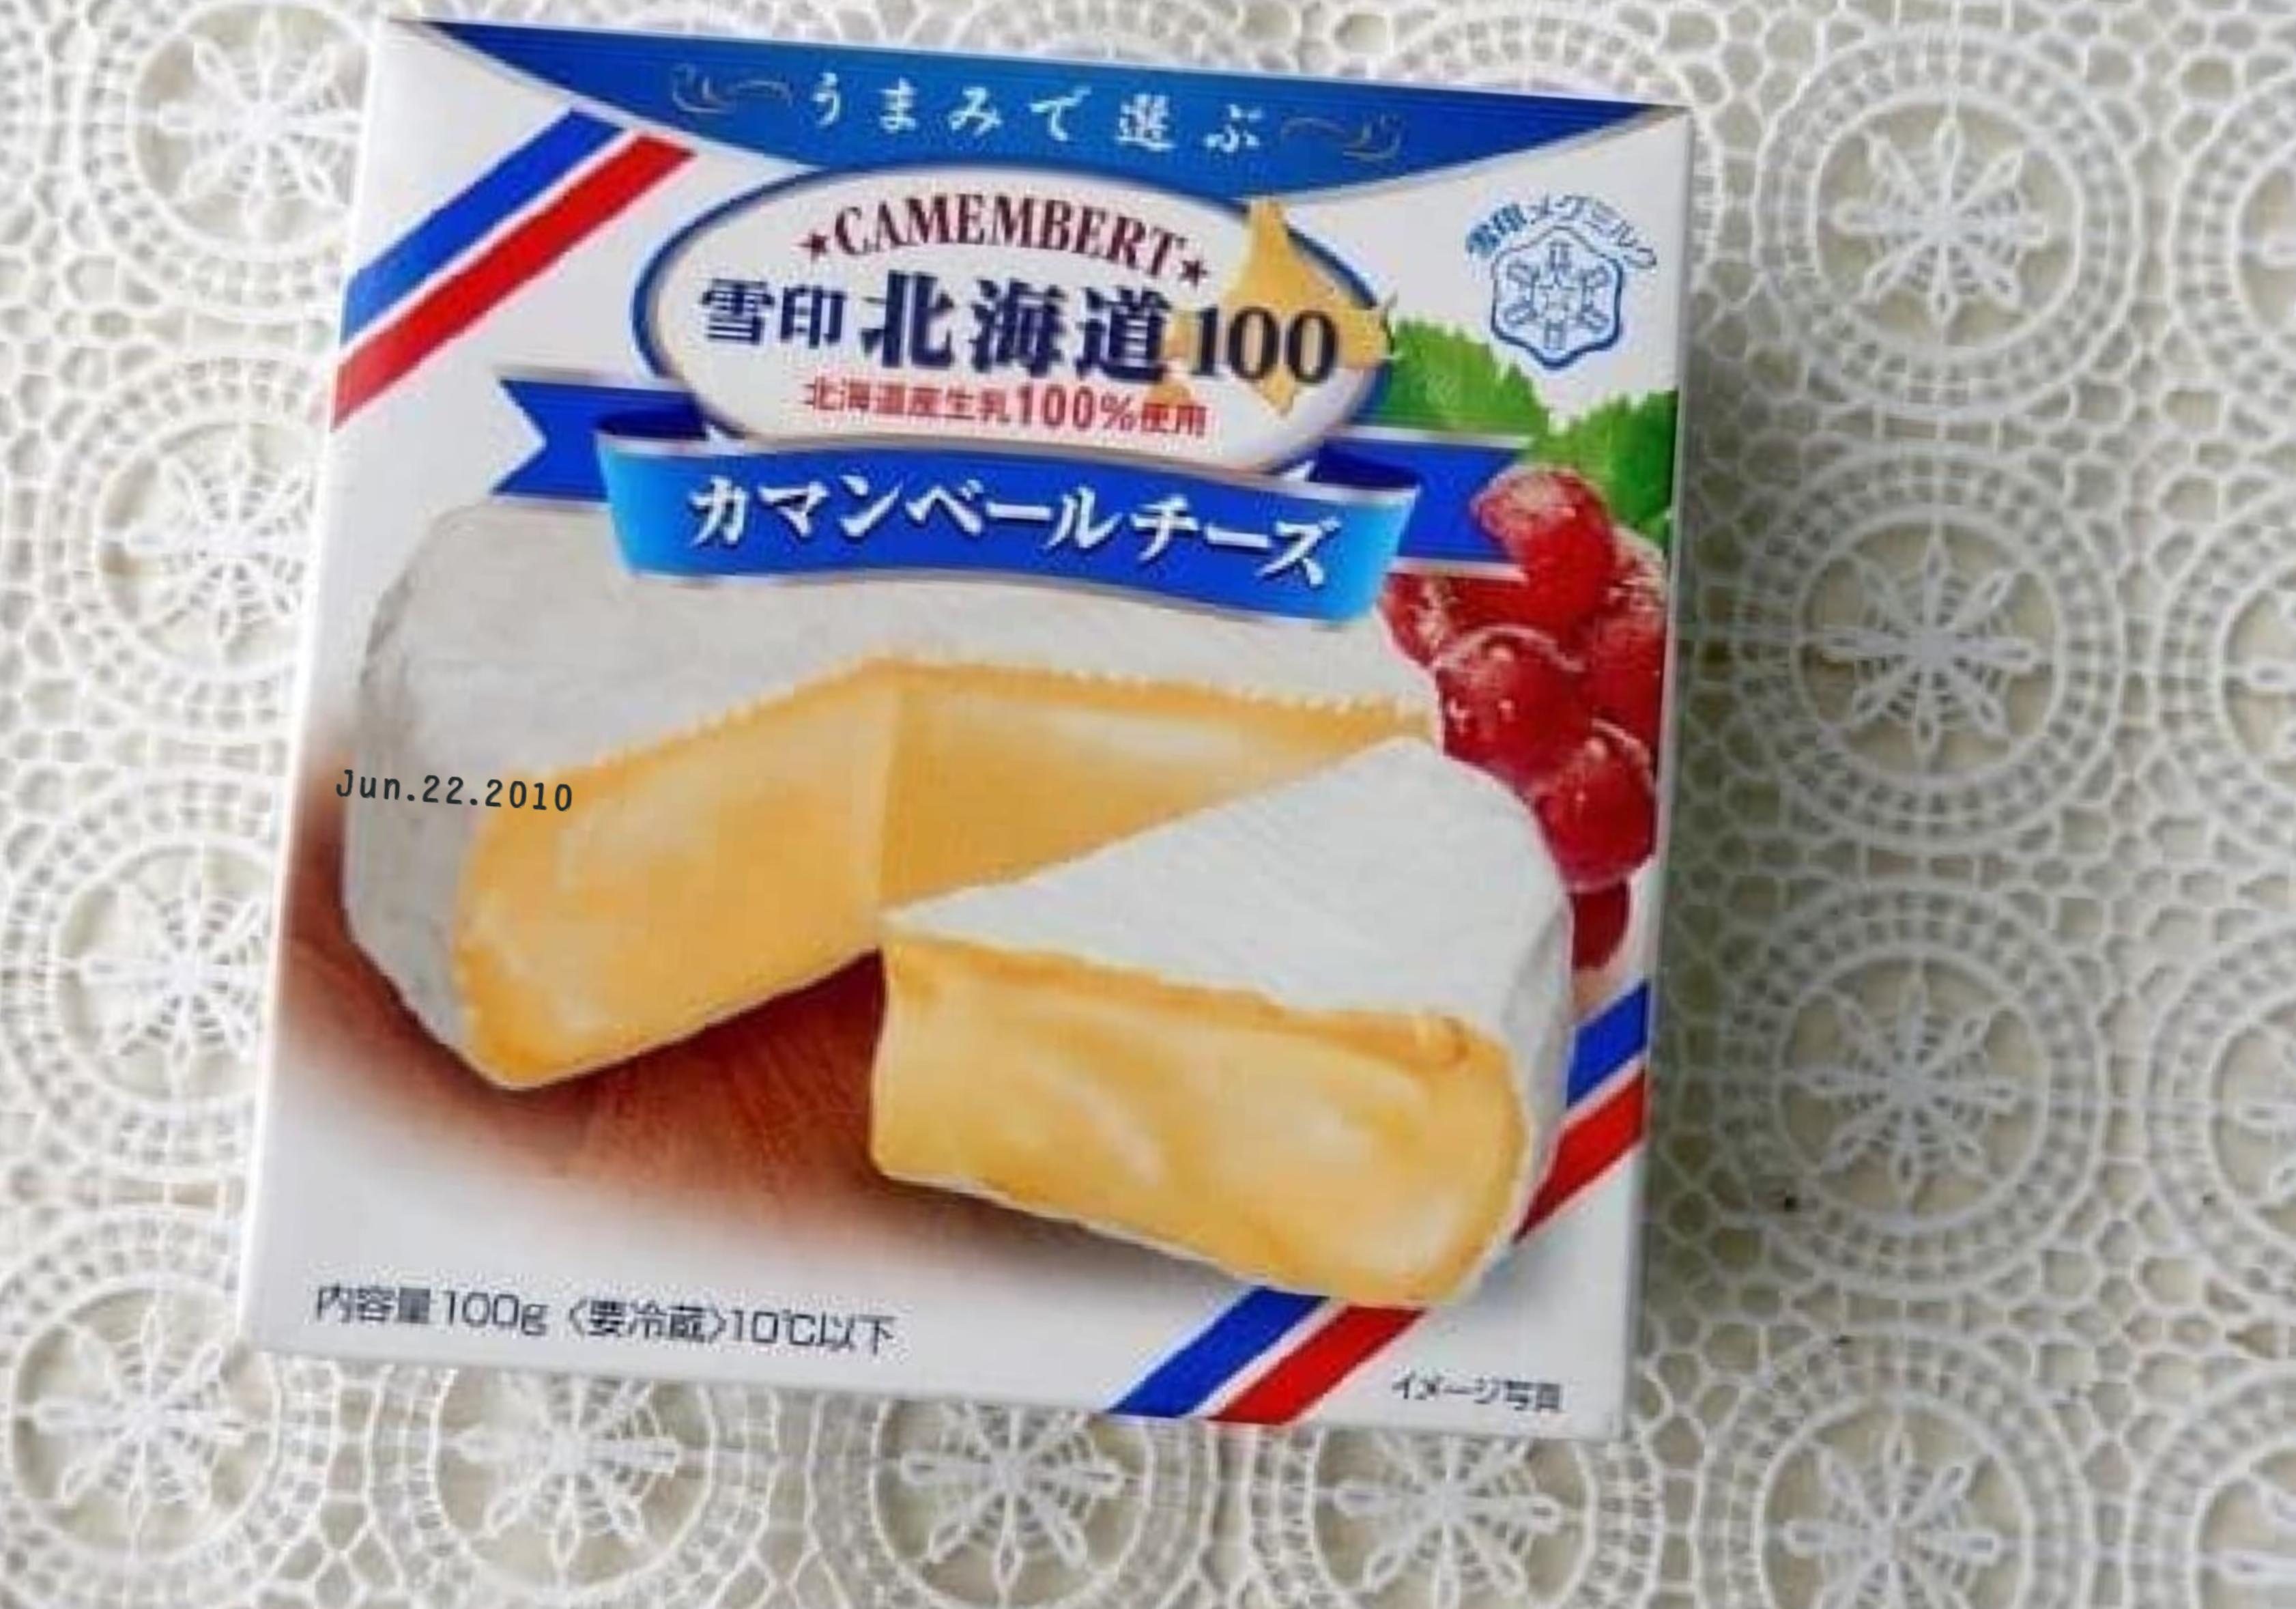 うまみで選ぶ
★CAMEMBERT★
雪印メグミルク
雪印 北海道100
北海道産生乳100%使用
カマンベールチーズ
Jun.22.2010
内容量100g〈要冷蔵〉10℃以下
イメージ写真